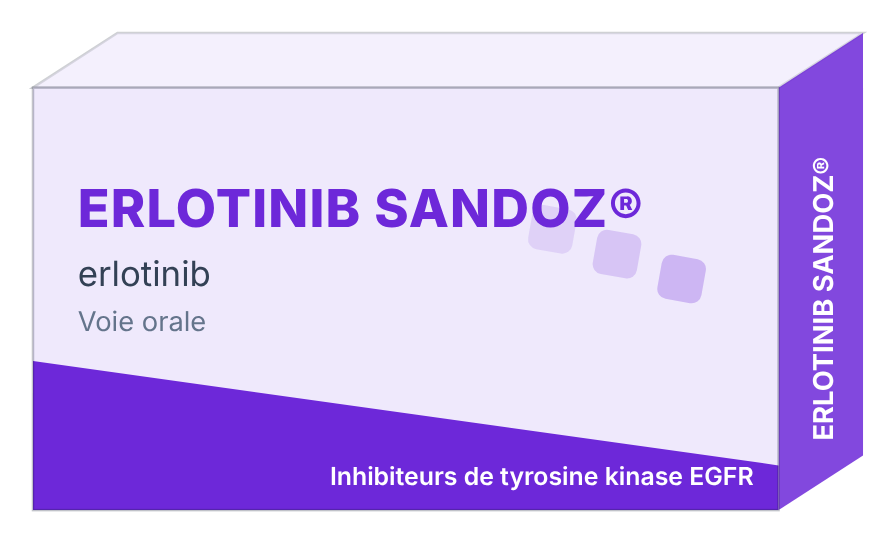 ERLOTINIB SANDOZ®
erlotinib
Voie orale
Inhibiteurs de tyrosine kinase EGFR
ERLOTINIB SANDOZ®